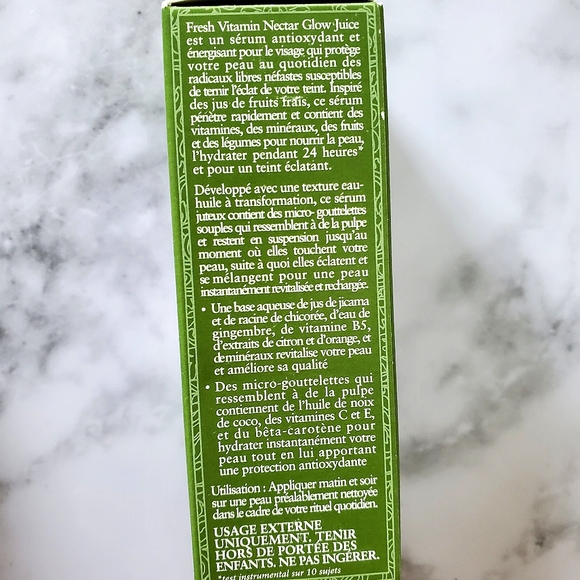 Fresh Vitamin Nectar Glow Juice
est un sérum antioxydant et
énergisant pour le visage qui protège
votre peau au quotidien des
radicaux libres néfastes susceptibles
de ternir l'éclat de votre teint. Inspiré
des jus de fruits frais, ce sérum
pénètre rapidement et contient des
vitamines, des minéraux, des fruits
et des légumes pour nourrir la peau,
l'hydrater pendant 24 heures*
et pour un teint éclatant.
Développé avec une texture eau-
huile à transformation, ce sérum
juteux contient des micro- gouttelettes
souples qui ressemblent à de la pulpe
et restent en suspension jusqu'au
moment où elles touchent votre
peau, suite à quoi elles éclatent et
se mélangent pour une peau
instantanément revitalisée et rechargée.
• Une base aqueuse de jus de jicama
et de racine de chicorée, d'eau de
gingembre, de vitamine B5,
d'extraits de citron et d'orange, et
deminéraux revitalise votre peau
et améliore sa qualité
• Des micro-gouttelettes qui
ressemblent à de la pulpe
contiennent de l'huile de noix
de coco, des vitamines C et E,
et du bêta-carotène pour
hydrater instantanément votre
peau tout en lui apportant
une protection antioxydante
Utilisation : Appliquer matin et soir
sur une peau préalablement nettoyée
dans le cadre de votre rituel quotidien.
USAGE EXTERNE
UNIQUEMENT. TENIR
HORS DE PORTÉE DES
ENFANTS. NE PAS INGÉRER.
*test instrumental sur 10 sujets